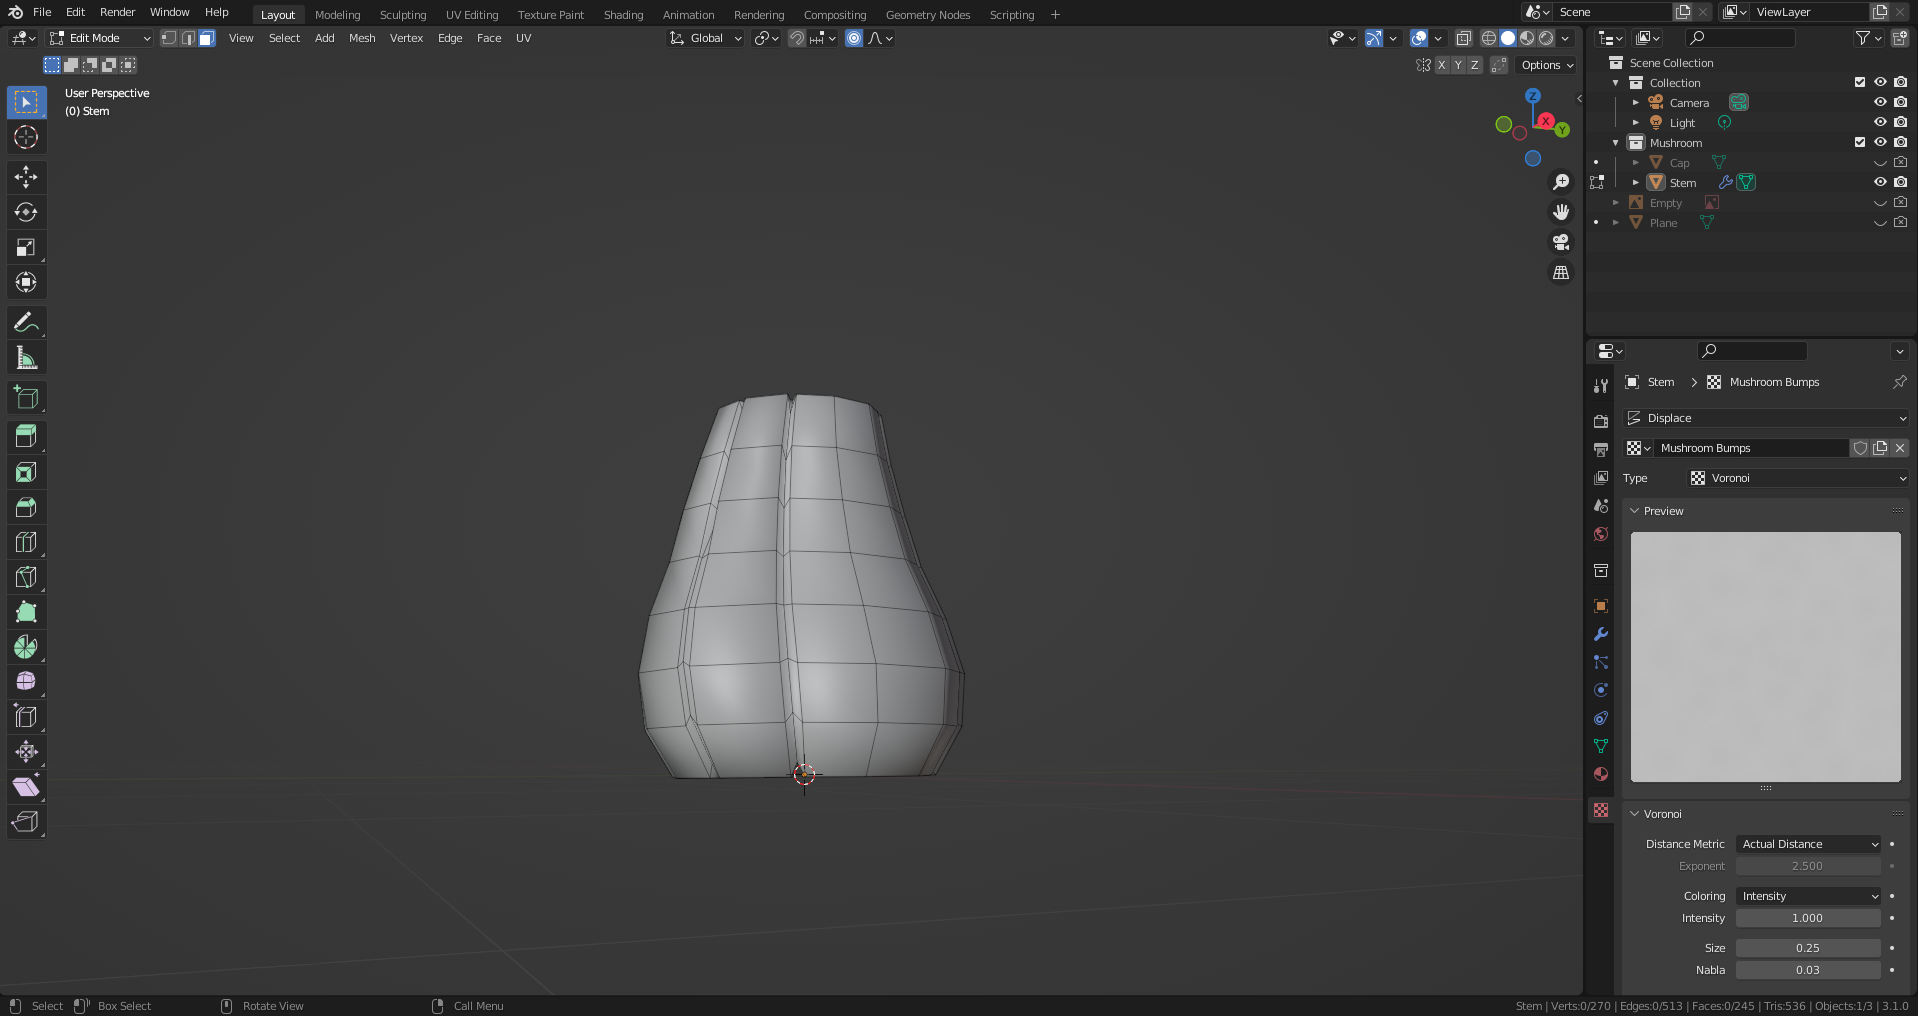 File Edit Render Window Help Layout Modeling Sculpting UV Editing Texture Paint Shading Animation Rendering Compositing Geometry Nodes Scripting + Scene ViewLayer
Edit Mode View Select Add Mesh Vertex Edge Face UV Global
X Y Z Options
User Perspective
(0) Stem
Z
X
Y
Scene Collection
Collection
Camera
Light
Mushroom
Cap
Stem
Empty
Plane
Stem > Mushroom Bumps
Displace
Mushroom Bumps
Type Voronoi
Preview
Voronoi
Distance Metric Actual Distance
Exponent 2.500
Coloring Intensity
Intensity 1.000
Size 0.25
Nabla 0.03
Select Box Select Rotate View Call Menu Stem | Verts:0/270 | Edges:0/513 | Faces:0/245 | Tris:536 | Objects:1/3 | 3.1.0